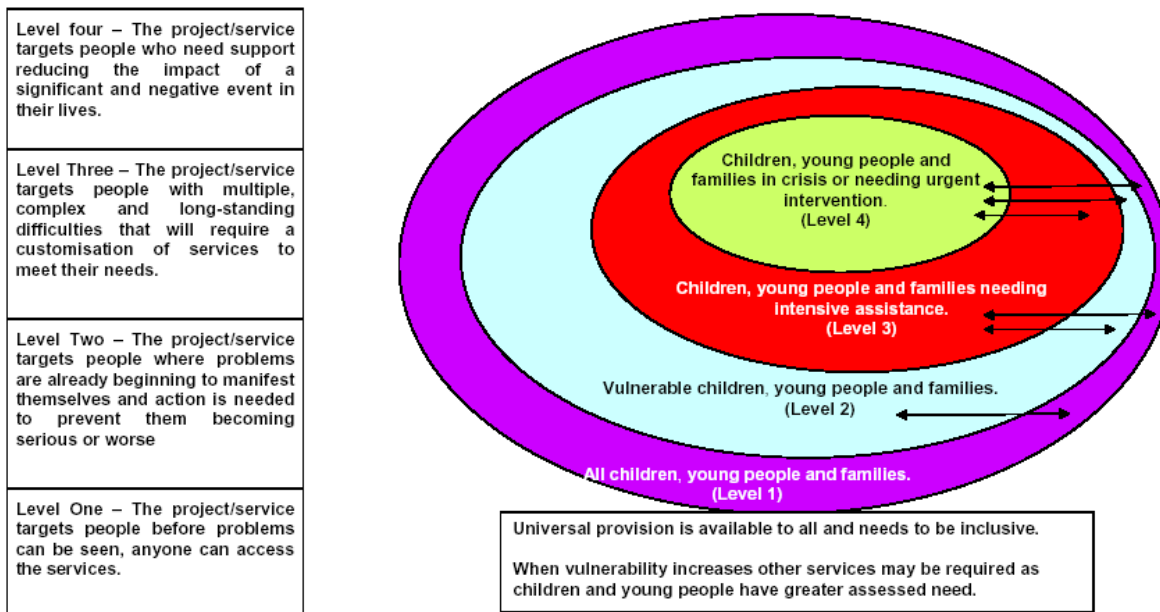 Level four – The project/service
targets people who need support
reducing the impact of a
significant and negative event in
their lives.
Level Three – The project/service
targets people with multiple,
complex and long-standing
difficulties that will require a
customisation of services to
meet their needs.
Level Two – The project/service
targets people where problems
are already beginning to manifest
themselves and action is needed
to prevent them becoming
serious or worse
Level One – The project/service
targets people before problems
can be seen, anyone can access
the services.
Children, young people and
families in crisis or needing urgent
intervention.
(Level 4)
Children, young people and families needing
intensive assistance.
(Level 3)
Vulnerable children, young people and families.
(Level 2)
All children, young people and families.
(Level 1)
Universal provision is available to all and needs to be inclusive.
When vulnerability increases other services may be required as
children and young people have greater assessed need.